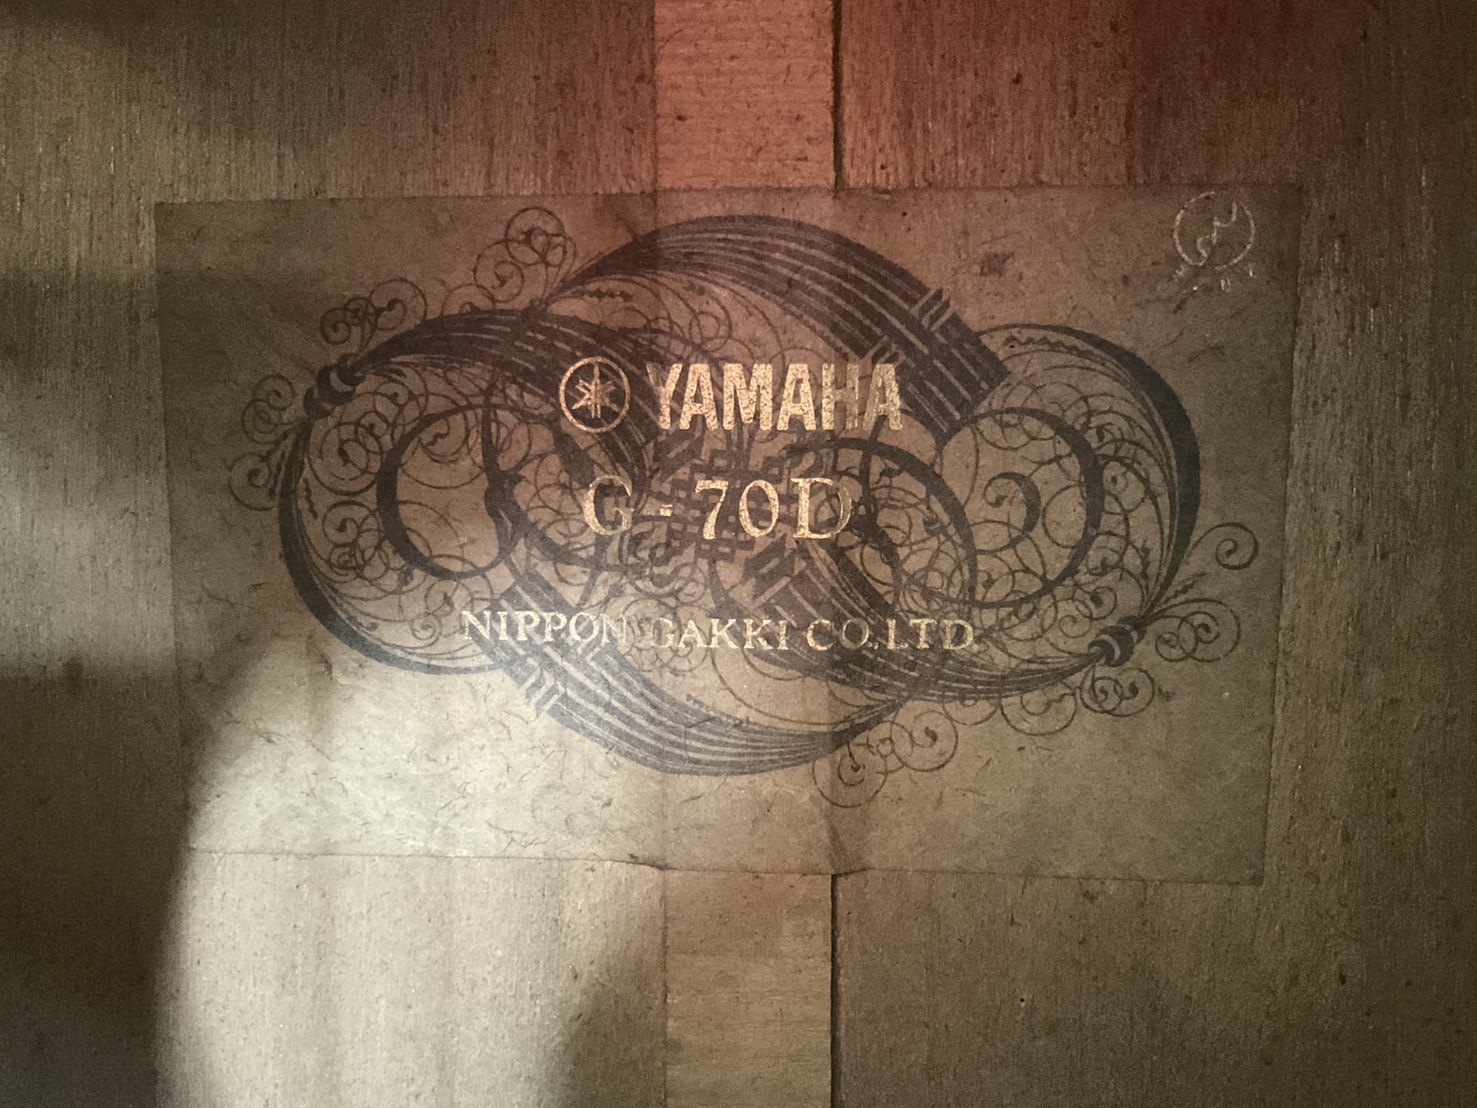 YAMAHA
G-70D
NIPPON GAKKI CO.,LTD.